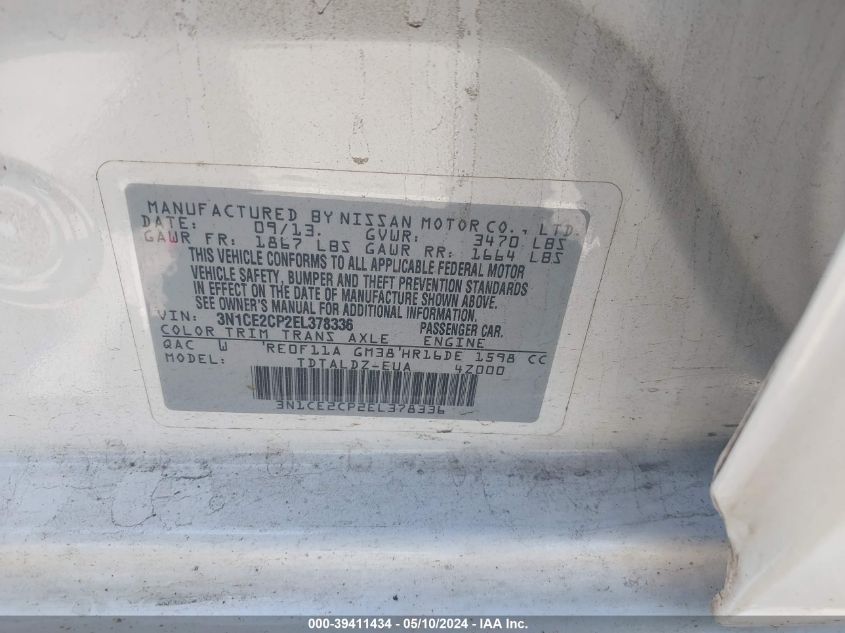 MANUFACTURED BY NISSAN MOTOR CO., LTD.
DATE: 09/13. GVWR: 3470 LBS
GAWR FR: 1867 LBS GAWR RR: 1664 LBS
THIS VEHICLE CONFORMS TO ALL APPLICABLE FEDERAL MOTOR
VEHICLE SAFETY, BUMPER AND THEFT PREVENTION STANDARDS
IN EFFECT ON THE DATE OF MANUFACTURE SHOWN ABOVE.
SEE OWNER'S MANUAL FOR ADDITIONAL INFORMATION.
VIN: 3N1CE2CP2EL378336 PASSENGER CAR.
COLOR TRIM TRANS AXLE ENGINE
QAC W 'RE0F11A GM38'HR16DE 1598 CC
MODEL: TDTALDZ-EUA 4Z000
3N1CE2CP2EL378336
000-39411434 - 05/10/2024 - IAA Inc.